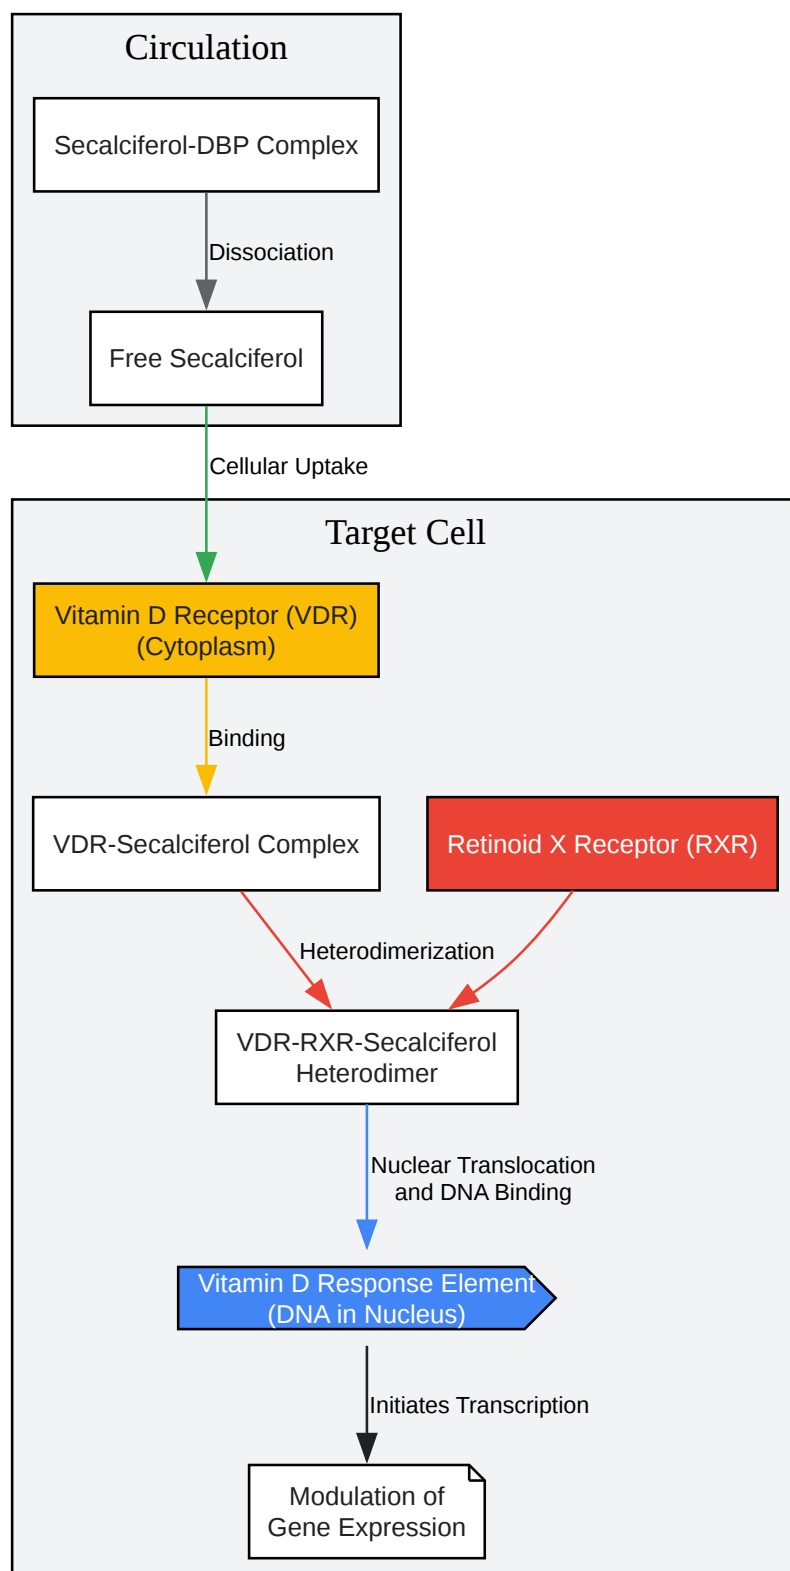 Circulation
Secalciferol-DBP Complex
Dissociation
Free Secalciferol
Cellular Uptake
Target Cell
Vitamin D Receptor (VDR)
(Cytoplasm)
Binding
VDR-Secalciferol Complex
Retinoid X Receptor (RXR)
Heterodimerization
VDR-RXR-Secalciferol
Heterodimer
Nuclear Translocation
and DNA Binding
Vitamin D Response Element
(DNA in Nucleus)
Initiates Transcription
Modulation of
Gene Expression